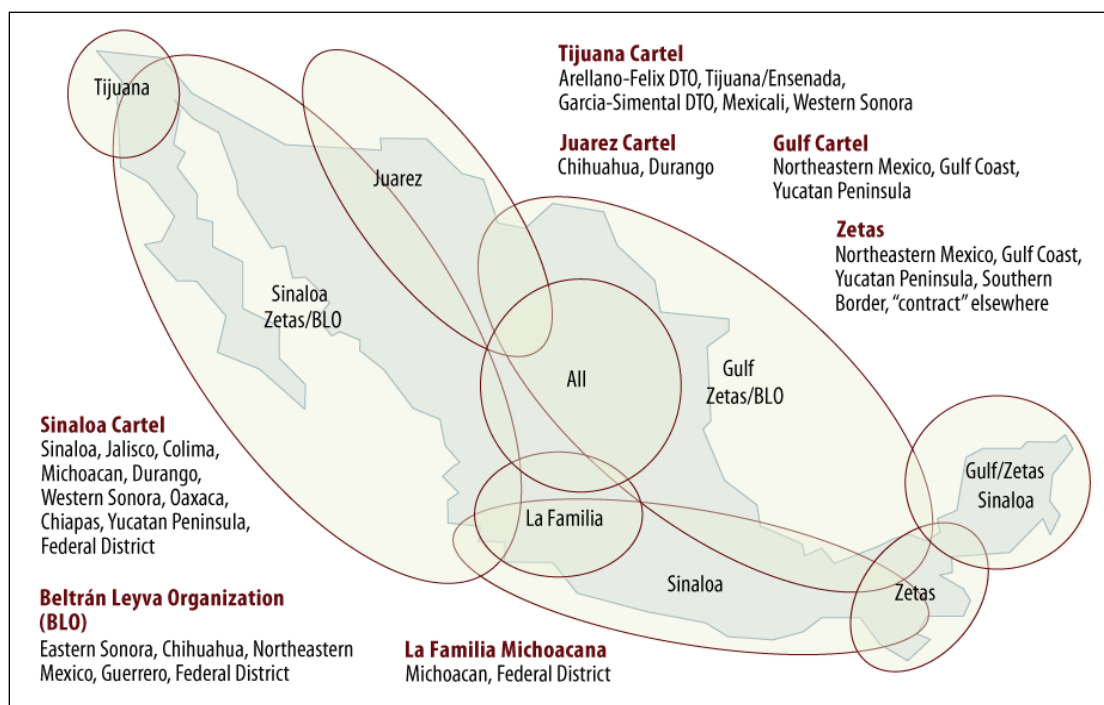 Tijuana
Juarez
Sinaloa
Zetas/BLO
All
Gulf
Zetas/BLO
La Familia
Sinaloa
Zetas
Gulf/Zetas
Sinaloa
Tijuana Cartel
Arellano-Felix DTO, Tijuana/Ensenada,
Garcia-Simental DTO, Mexicali, Western Sonora
Juarez Cartel
Chihuahua, Durango
Gulf Cartel
Northeastern Mexico, Gulf Coast,
Yucatan Peninsula
Zetas
Northeastern Mexico, Gulf Coast,
Yucatan Peninsula, Southern
Border, “contract” elsewhere
Sinaloa Cartel
Sinaloa, Jalisco, Colima,
Michoacan, Durango,
Western Sonora, Oaxaca,
Chiapas, Yucatan Peninsula,
Federal District
Beltrán Leyva Organization
(BLO)
Eastern Sonora, Chihuahua, Northeastern
Mexico, Guerrero, Federal District
La Familia Michoacana
Michoacan, Federal District